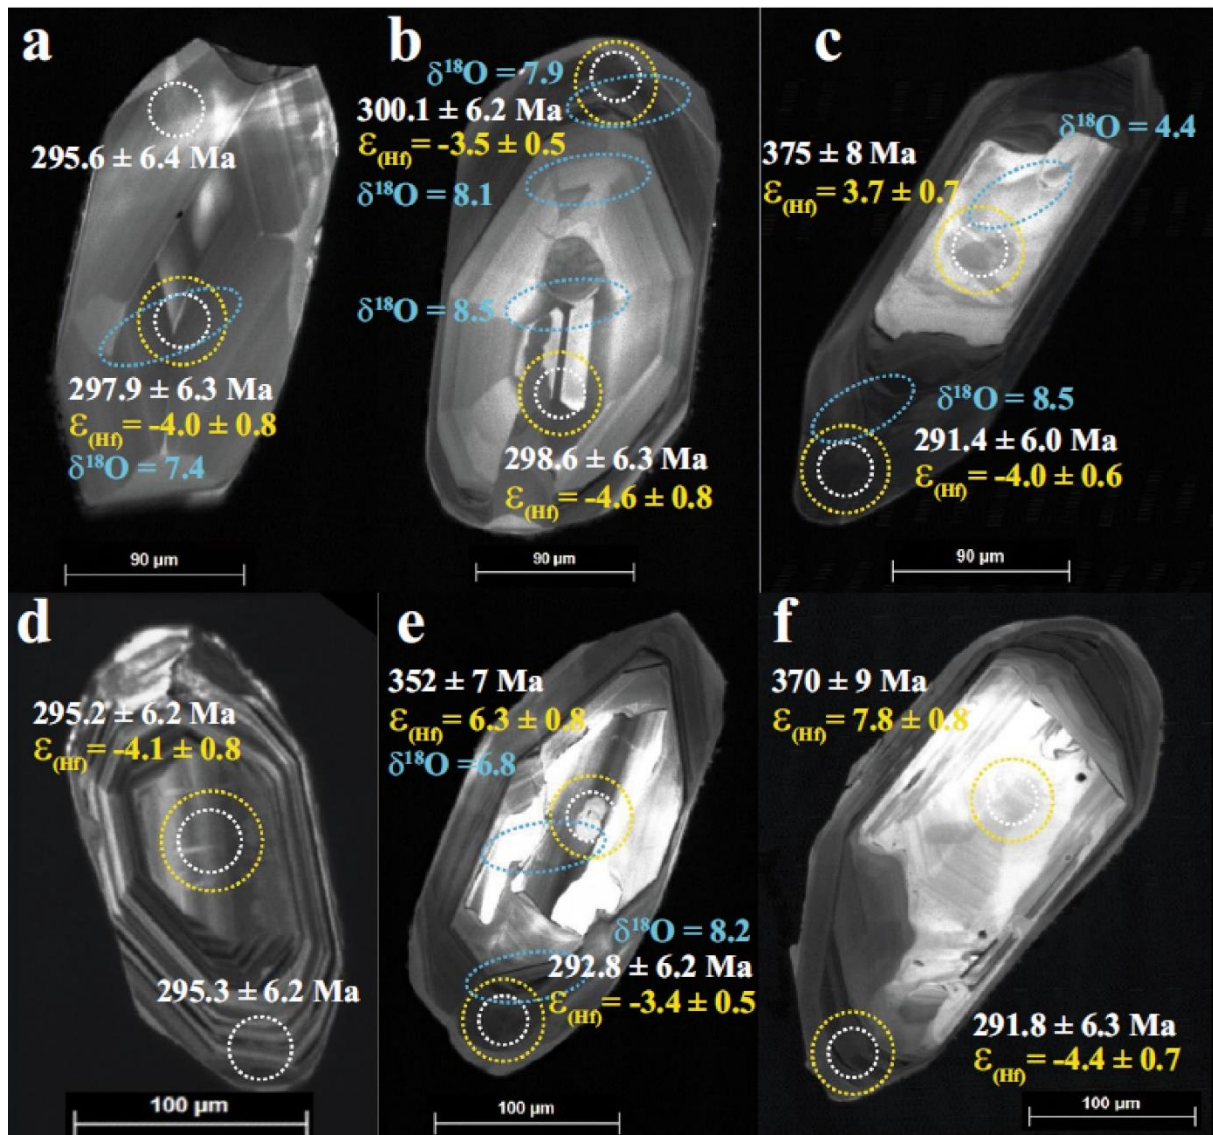 a
295.6 ± 6.4 Ma
297.9 ± 6.3 Ma
ε(Hf)= -4.0 ± 0.8
δ18O = 7.4
90 µm
b
δ18O = 7.9
300.1 ± 6.2 Ma
ε(Hf)= -3.5 ± 0.5
δ18O = 8.1
δ18O = 8.5
298.6 ± 6.3 Ma
ε(Hf)= -4.6 ± 0.8
90 µm
c
δ18O = 4.4
375 ± 8 Ma
ε(Hf)= 3.7 ± 0.7
δ18O = 8.5
291.4 ± 6.0 Ma
ε(Hf)= -4.0 ± 0.6
90 µm
d
295.2 ± 6.2 Ma
ε(Hf)= -4.1 ± 0.8
295.3 ± 6.2 Ma
100 µm
e
352 ± 7 Ma
ε(Hf)= 6.3 ± 0.8
δ18O =6.8
δ18O = 8.2
292.8 ± 6.2 Ma
ε(Hf)= -3.4 ± 0.5
100 µm
f
370 ± 9 Ma
ε(Hf)= 7.8 ± 0.8
291.8 ± 6.3 Ma
ε(Hf)= -4.4 ± 0.7
100 µm